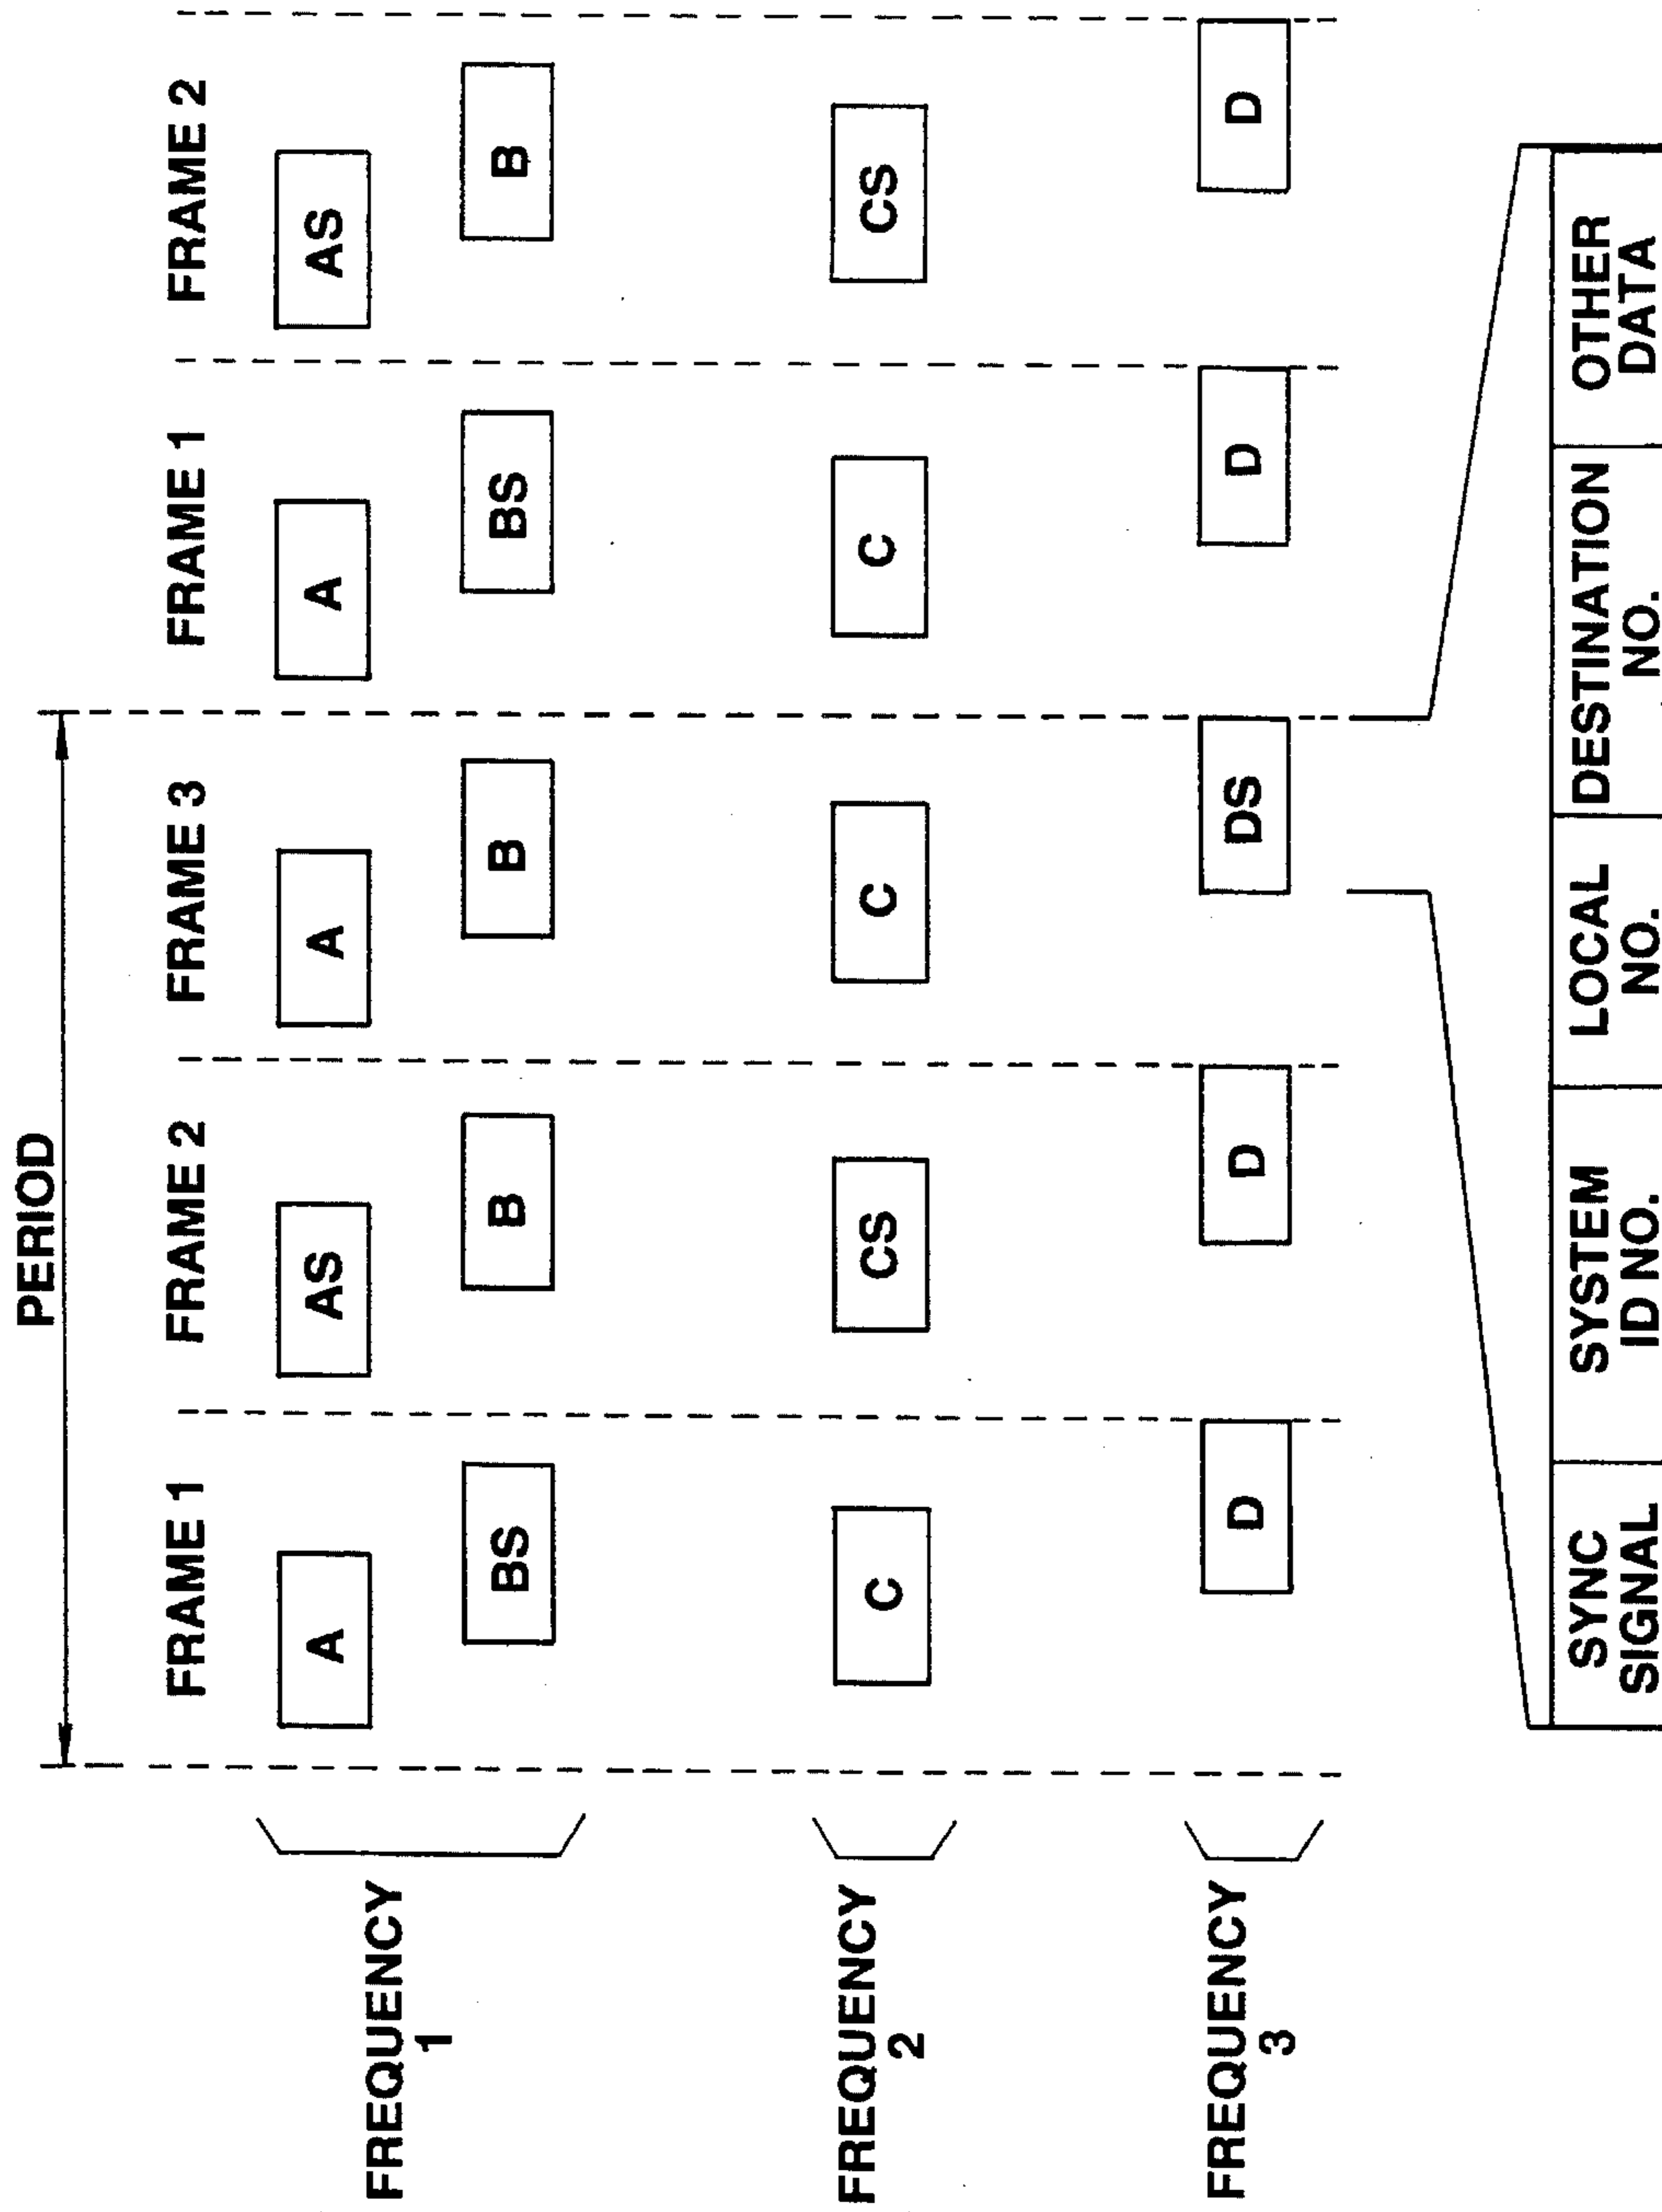 PERIOD
FRAME 1 FRAME 2 FRAME 3 FRAME 1 FRAME 2
FREQUENCY
1
A AS A A AS
BS B B BS B
FREQUENCY
2
C CS C C CS
FREQUENCY
3
D D DS D D
SYNC
SIGNAL
SYSTEM
ID NO.
LOCAL
NO.
DESTINATION
NO.
OTHER
DATA